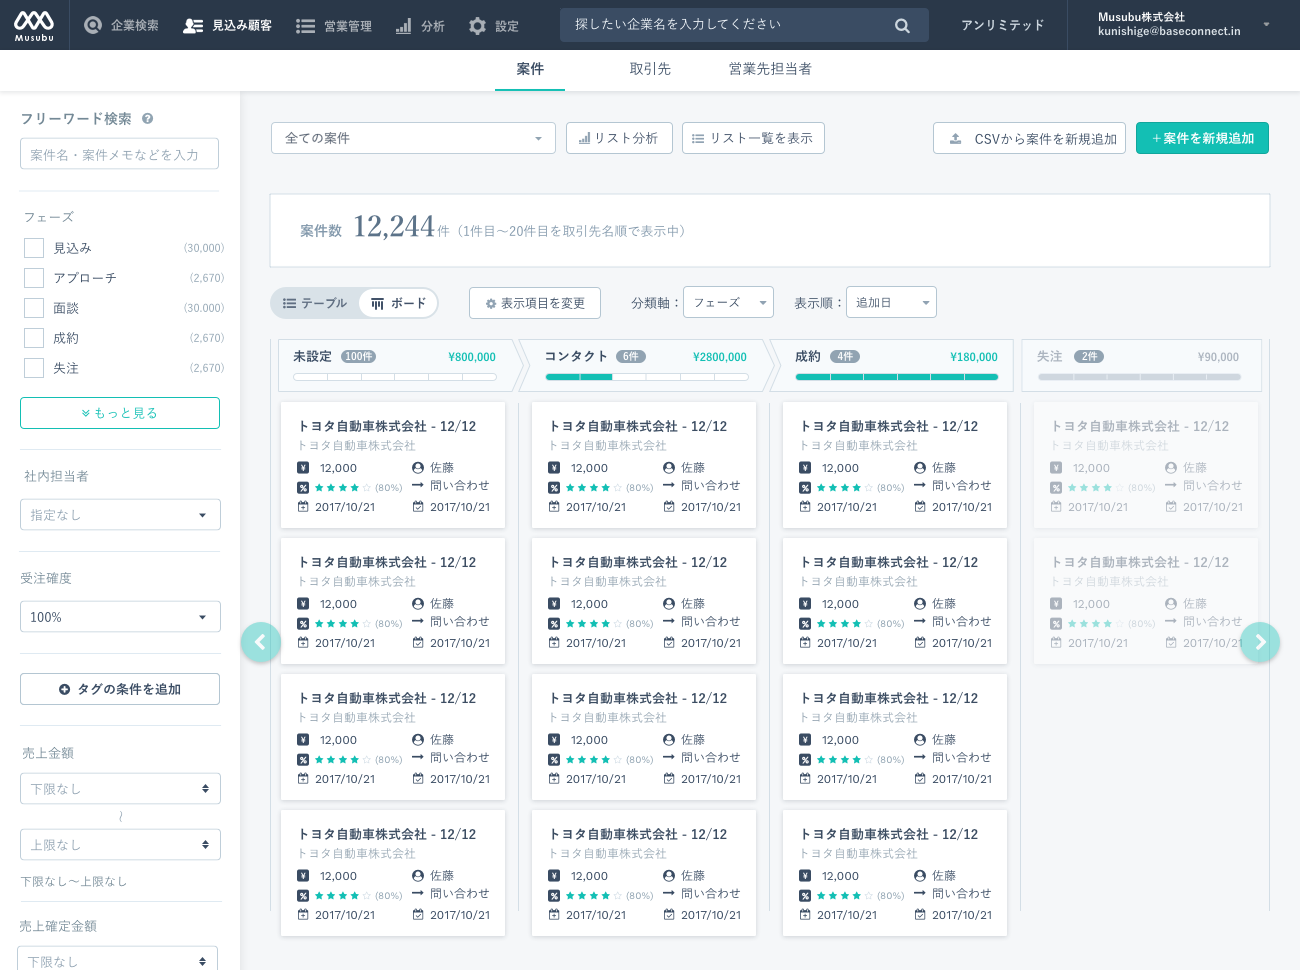 Musubu
企業検索
見込み顧客
営業管理
分析
設定
探したい企業名を入力してください
アンリミテッド
Musubu株式会社
kunishige@baseconnect.in
案件
取引先
営業先担当者
フリーワード検索
案件名・案件メモなどを入力
フェーズ
見込み (30,000)
アプローチ (2,670)
面談 (30.000)
成約 (2,670)
失注 (2,670)
もっと見る
社内担当者
指定なし
受注確度
100%
タグの条件を追加
売上金額
下限なし
〜
上限なし
下限なし〜上限なし
売上確定金額
下限なし
全ての案件
リスト分析
リスト一覧を表示
CSVから案件を新規追加
+案件を新規追加
案件数 12,244件（1件目〜20件目を取引先名順で表示中）
テーブル
ボード
表示項目を変更
分類軸：
フェーズ
表示順：
追加日
未設定 100件 ¥800,000
トヨタ自動車株式会社 - 12/12
トヨタ自動車株式会社
¥ 12,000 佐藤
% ★★★★☆ (80%) → 問い合わせ
2017/10/21 2017/10/21
トヨタ自動車株式会社 - 12/12
トヨタ自動車株式会社
¥ 12,000 佐藤
% ★★★★☆ (80%) → 問い合わせ
2017/10/21 2017/10/21
トヨタ自動車株式会社 - 12/12
トヨタ自動車株式会社
¥ 12,000 佐藤
% ★★★★☆ (80%) → 問い合わせ
2017/10/21 2017/10/21
トヨタ自動車株式会社 - 12/12
トヨタ自動車株式会社
¥ 12,000 佐藤
% ★★★★☆ (80%) → 問い合わせ
2017/10/21 2017/10/21
コンタクト 6件 ¥2800,000
トヨタ自動車株式会社 - 12/12
トヨタ自動車株式会社
¥ 12,000 佐藤
% ★★★★☆ (80%) → 問い合わせ
2017/10/21 2017/10/21
トヨタ自動車株式会社 - 12/12
トヨタ自動車株式会社
¥ 12,000 佐藤
% ★★★★☆ (80%) → 問い合わせ
2017/10/21 2017/10/21
トヨタ自動車株式会社 - 12/12
トヨタ自動車株式会社
¥ 12,000 佐藤
% ★★★★☆ (80%) → 問い合わせ
2017/10/21 2017/10/21
トヨタ自動車株式会社 - 12/12
トヨタ自動車株式会社
¥ 12,000 佐藤
% ★★★★☆ (80%) → 問い合わせ
2017/10/21 2017/10/21
成約 4件 ¥180,000
トヨタ自動車株式会社 - 12/12
トヨタ自動車株式会社
¥ 12,000 佐藤
% ★★★★☆ (80%) → 問い合わせ
2017/10/21 2017/10/21
トヨタ自動車株式会社 - 12/12
トヨタ自動車株式会社
¥ 12,000 佐藤
% ★★★★☆ (80%) → 問い合わせ
2017/10/21 2017/10/21
トヨタ自動車株式会社 - 12/12
トヨタ自動車株式会社
¥ 12,000 佐藤
% ★★★★☆ (80%) → 問い合わせ
2017/10/21 2017/10/21
トヨタ自動車株式会社 - 12/12
トヨタ自動車株式会社
¥ 12,000 佐藤
% ★★★★☆ (80%) → 問い合わせ
2017/10/21 2017/10/21
失注 2件 ¥90,000
トヨタ自動車株式会社 - 12/12
トヨタ自動車株式会社
¥ 12,000 佐藤
% ★★★★☆ (80%) → 問い合わせ
2017/10/21 2017/10/21
トヨタ自動車株式会社 - 12/12
トヨタ自動車株式会社
¥ 12,000 佐藤
% ★★★★☆ (80%) → 問い合わせ
2017/10/21 2017/10/21